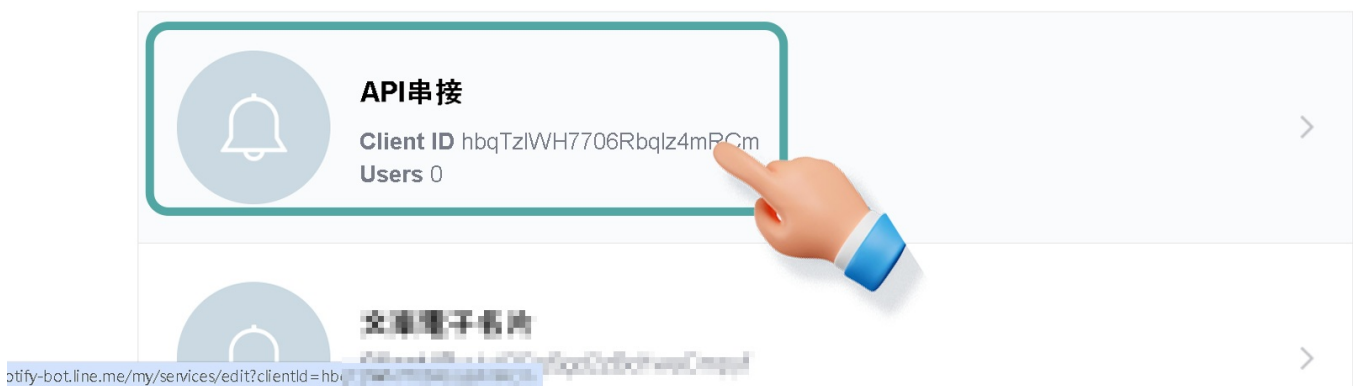 API串接
Client ID hbqTzlWH7706Rbqlz4mRCm
Users 0
otify-bot.line.me/my/services/edit?clientId=hb